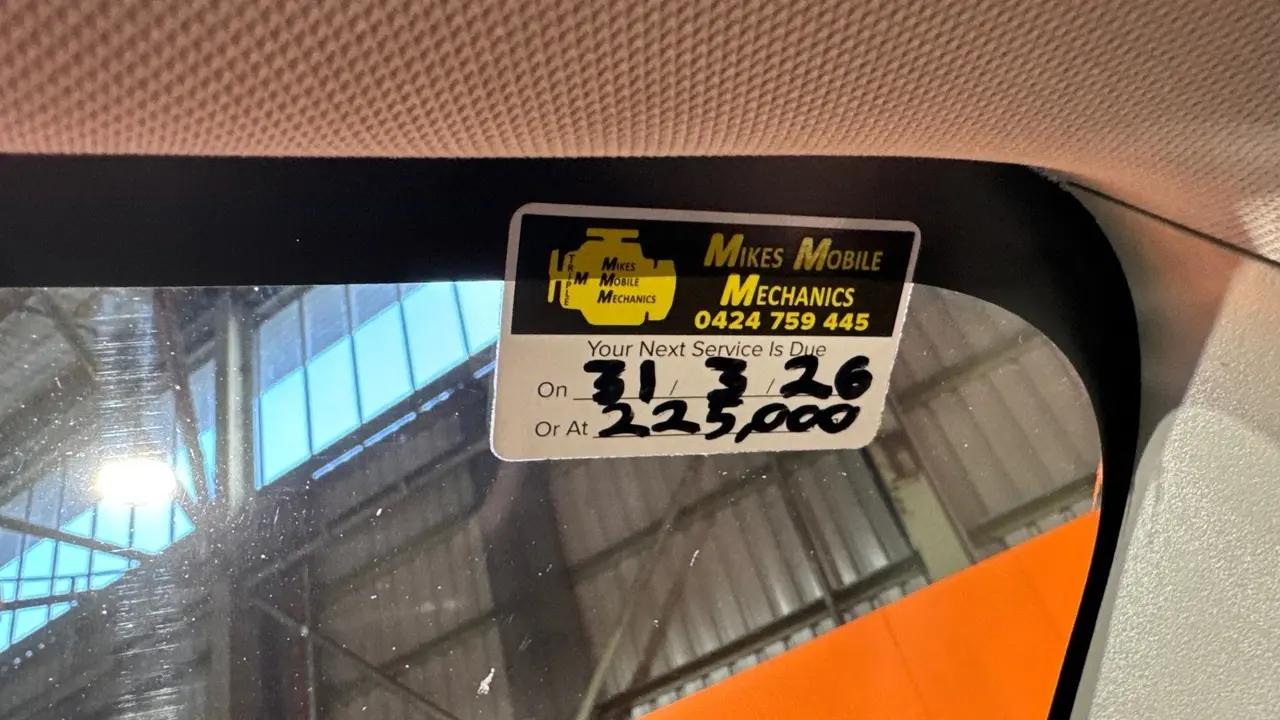 TRIPLE M
MIKES
MOBILE
MECHANICS
MIKES MOBILE
MECHANICS
0424 759 445
Your Next Service Is Due
On 31 / 3 / 26
Or At 225,000